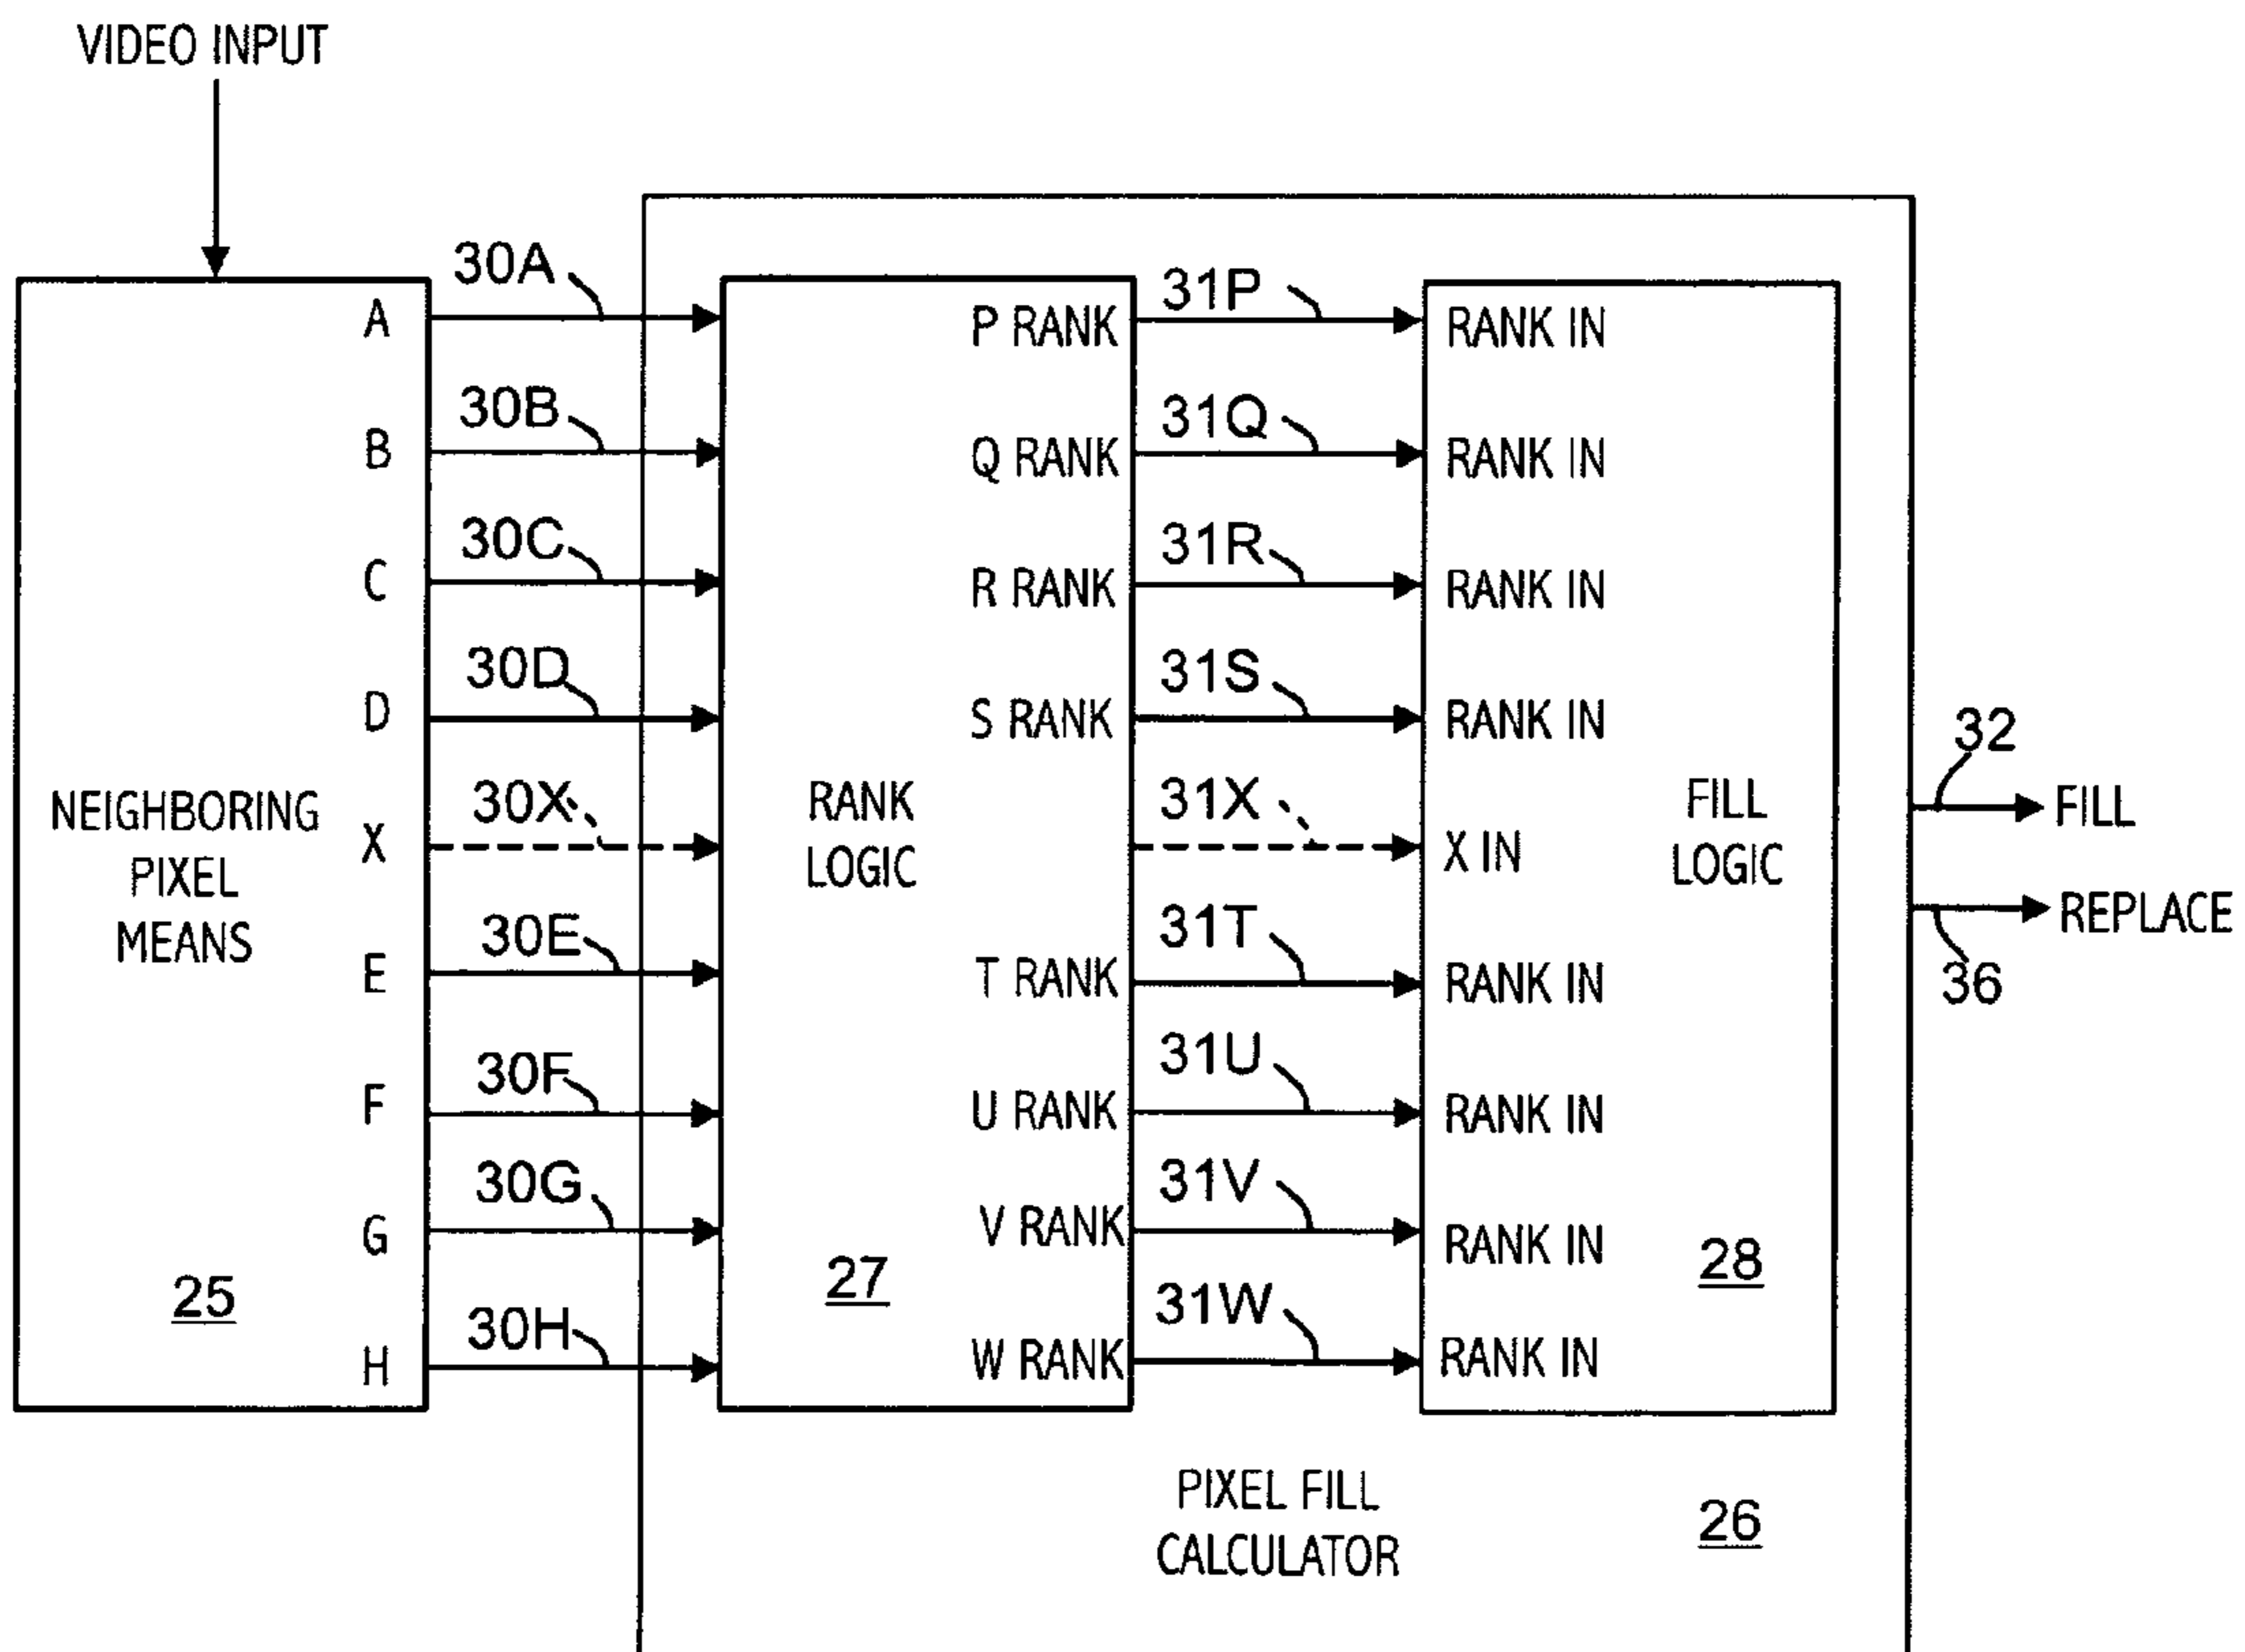 VIDEO INPUT
30A
A
30B
B
30C
C
30D
D
30X
X
30E
E
30F
F
30G
G
30H
H
NEIGHBORING
PIXEL
MEANS
25
RANK
LOGIC
27
P RANK
Q RANK
R RANK
S RANK
T RANK
U RANK
V RANK
W RANK
31P
31Q
31R
31S
31X
31T
31U
31V
31W
RANK IN
RANK IN
RANK IN
RANK IN
X IN
RANK IN
RANK IN
RANK IN
RANK IN
FILL
LOGIC
28
32
FILL
REPLACE
36
PIXEL FILL
CALCULATOR
26